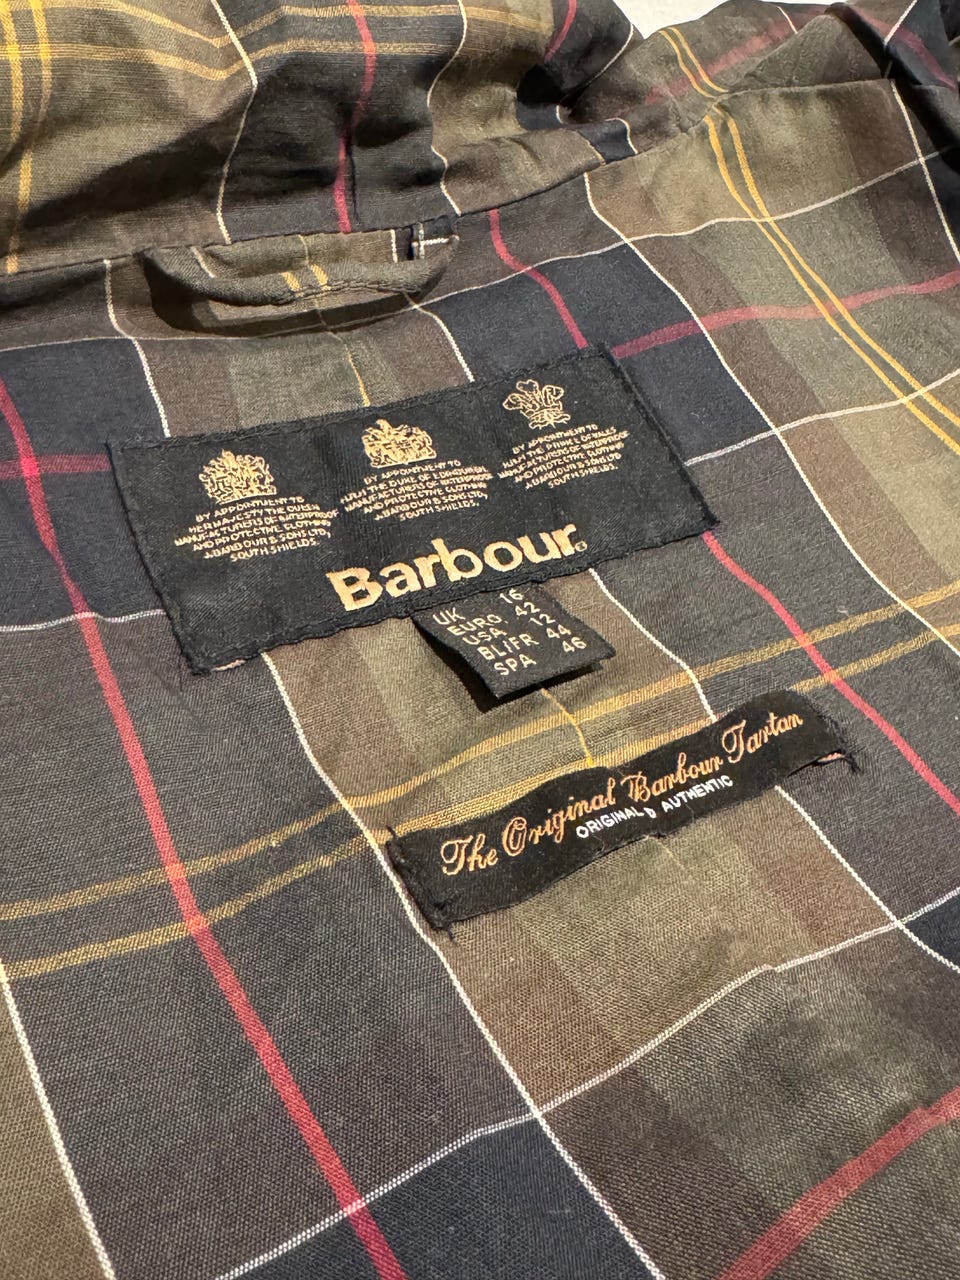 BY APPOINTMENT TO
HER MAJESTY THE QUEEN
MANUFACTURERS OF WATERPROOF
AND PROTECTIVE CLOTHING
J. BARBOUR & SONS LTD,
SOUTH SHIELDS.
BY APPOINTMENT TO
H.R.H THE DUKE OF EDINBURGH
MANUFACTURERS OF WATERPROOF
AND PROTECTIVE CLOTHING
J. BARBOUR & SONS LTD,
SOUTH SHIELDS.
BY APPOINTMENT TO
H.R.H THE PRINCE OF WALES
MANUFACTURERS OF WATERPROOF
AND PROTECTIVE CLOTHING
J. BARBOUR & SONS LTD,
SOUTH SHIELDS.
Barbour®
UK 16
EURO. 42
USA 12
BL/FR 44
SPA 46
The Original Barbour Tartan
ORIGINAL & AUTHENTIC